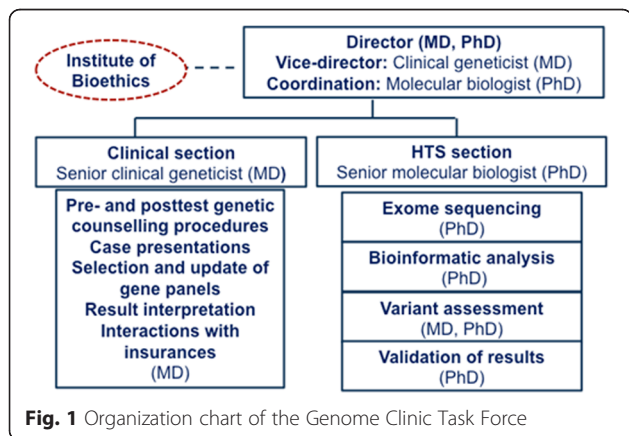 Institute of
Bioethics
Director (MD, PhD)
Vice-director: Clinical geneticist (MD)
Coordination: Molecular biologist (PhD)
Clinical section
Senior clinical geneticist (MD)
Pre- and posttest genetic
counselling procedures
Case presentations
Selection and update of
gene panels
Result interpretation
Interactions with
insurances
(MD)
HTS section
Senior molecular biologist (PhD)
Exome sequencing
(PhD)
Bioinformatic analysis
(PhD)
Variant assessment
(MD, PhD)
Validation of results
(PhD)
Fig. 1 Organization chart of the Genome Clinic Task Force